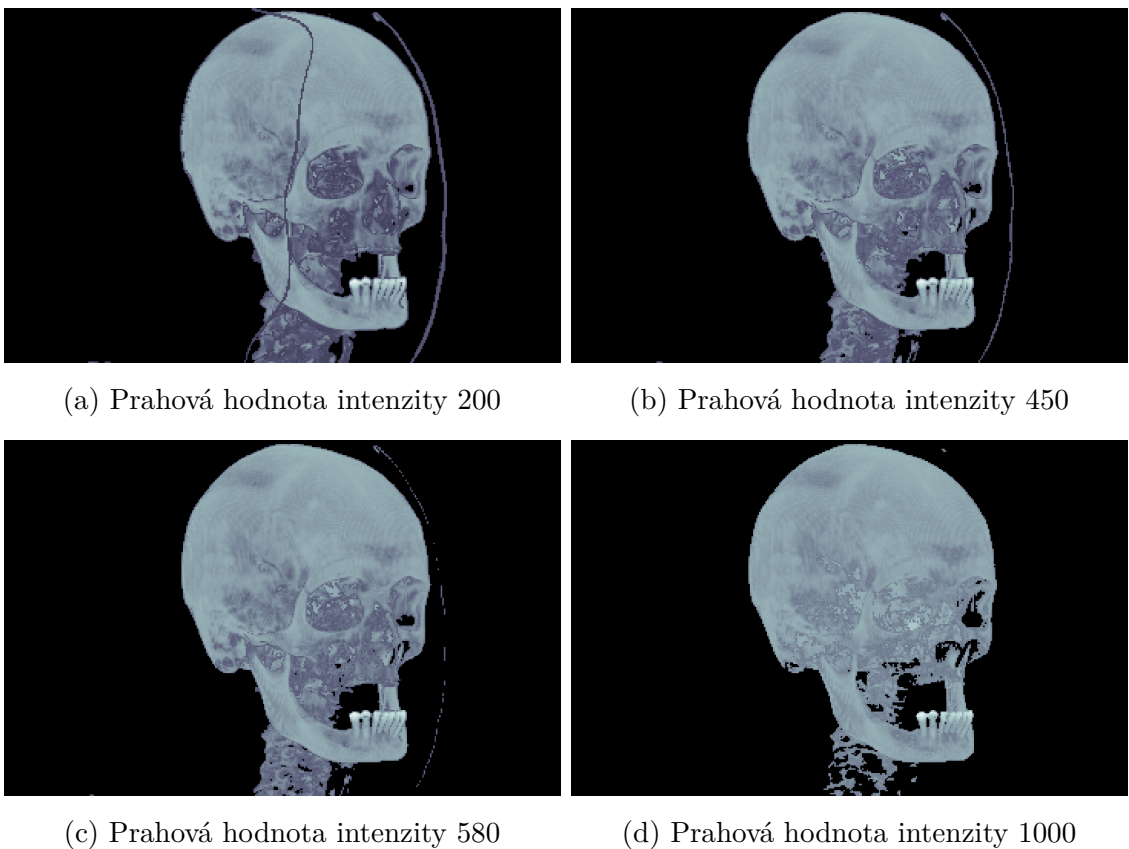 (a) Prahová hodnota intenzity 200
(b) Prahová hodnota intenzity 450
(c) Prahová hodnota intenzity 580
(d) Prahová hodnota intenzity 1000